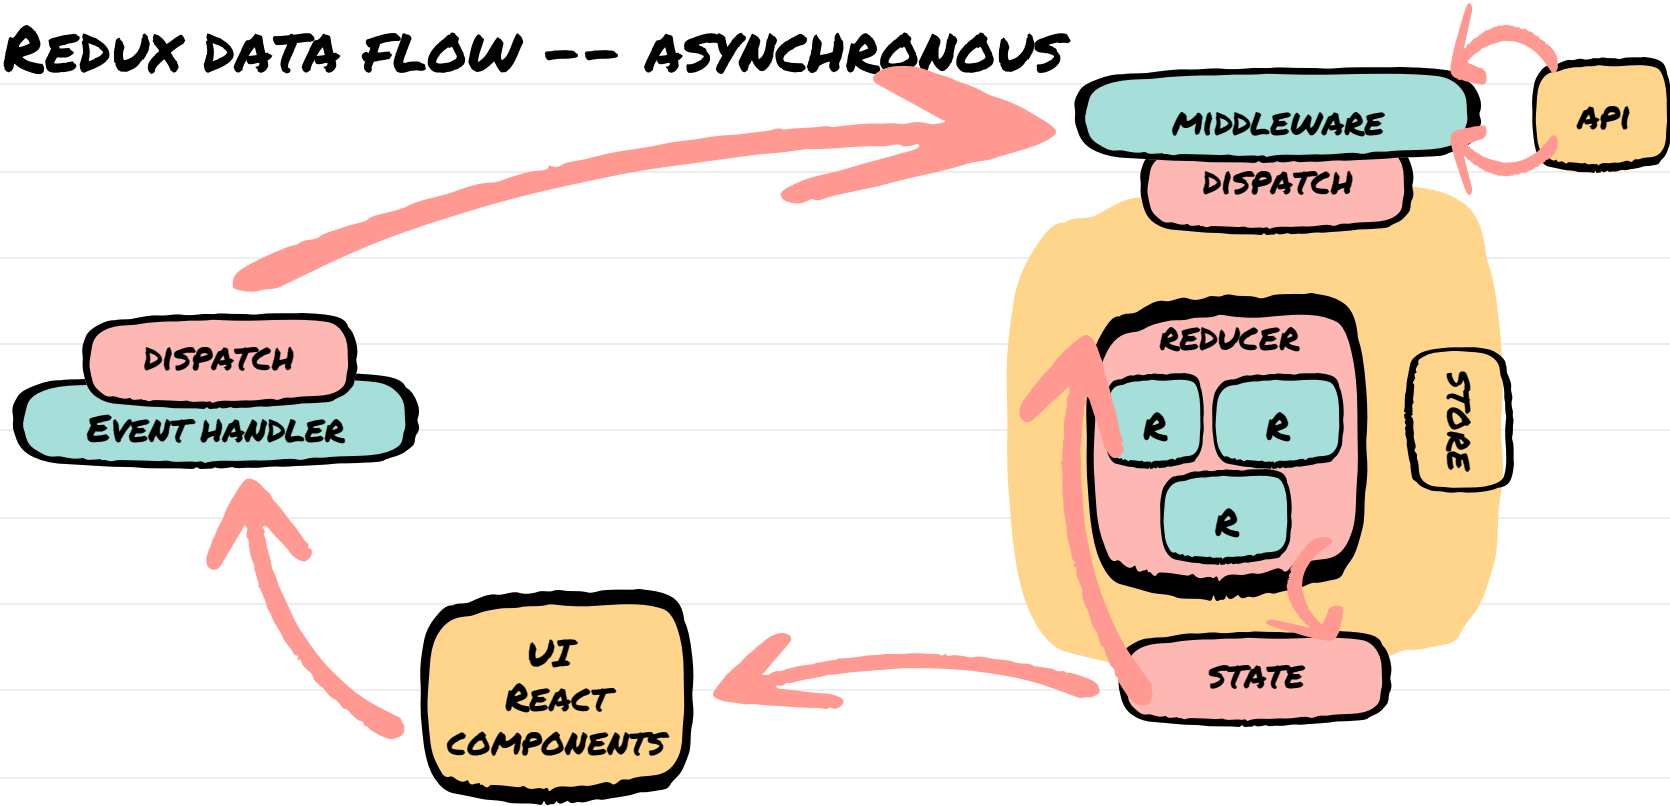 REDUX DATA FLOW -- ASYNCHRONOUS
MIDDLEWARE
API
DISPATCH
DISPATCH
EVENT HANDLER
REDUCER
R
R
R
STORE
STATE
UI
REACT
COMPONENTS